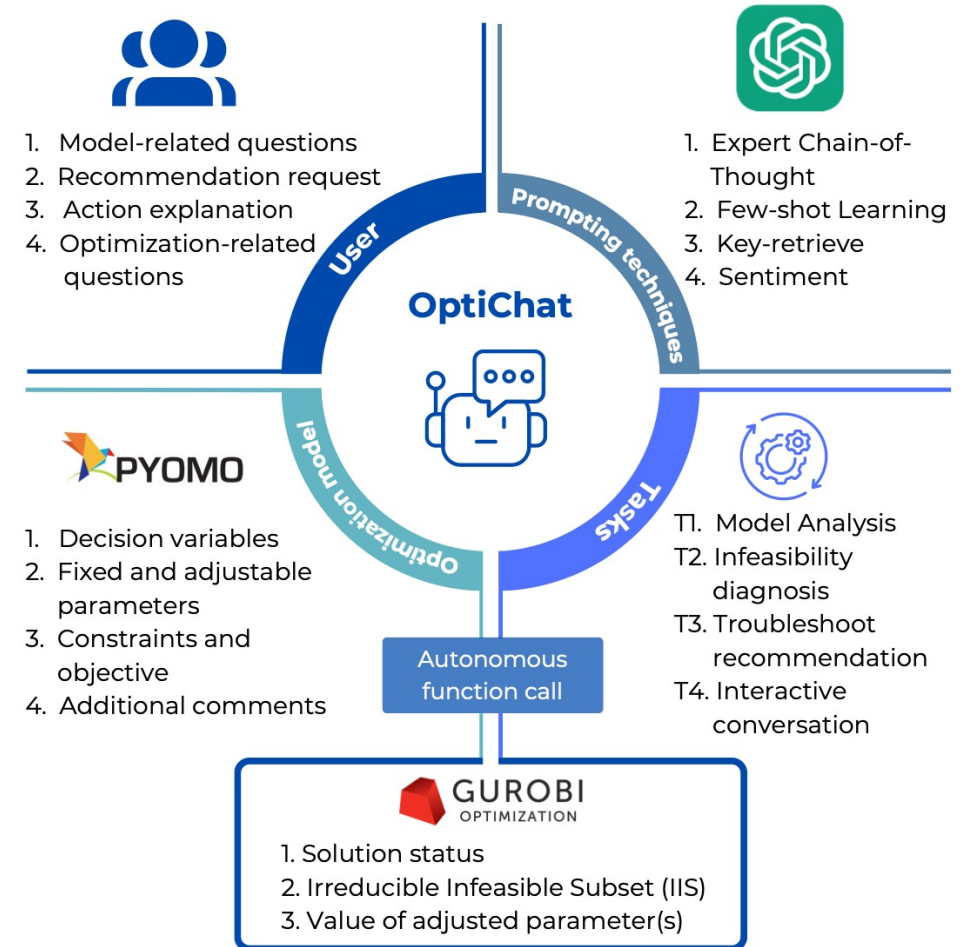 1. Model-related questions
2. Recommendation request
3. Action explanation
4. Optimization-related
questions
User
1. Expert Chain-of-
Thought
2. Few-shot Learning
3. Key-retrieve
4. Sentiment
Prompting techniques
OptiChat
PYOMO
1. Decision variables
2. Fixed and adjustable
parameters
3. Constraints and
objective
4. Additional comments
Optimization model
Tasks
T1. Model Analysis
T2. Infeasibility
diagnosis
T3. Troubleshoot
recommendation
T4. Interactive
conversation
Autonomous
function call
GUROBI
OPTIMIZATION
1. Solution status
2. Irreducible Infeasible Subset (IIS)
3. Value of adjusted parameter(s)